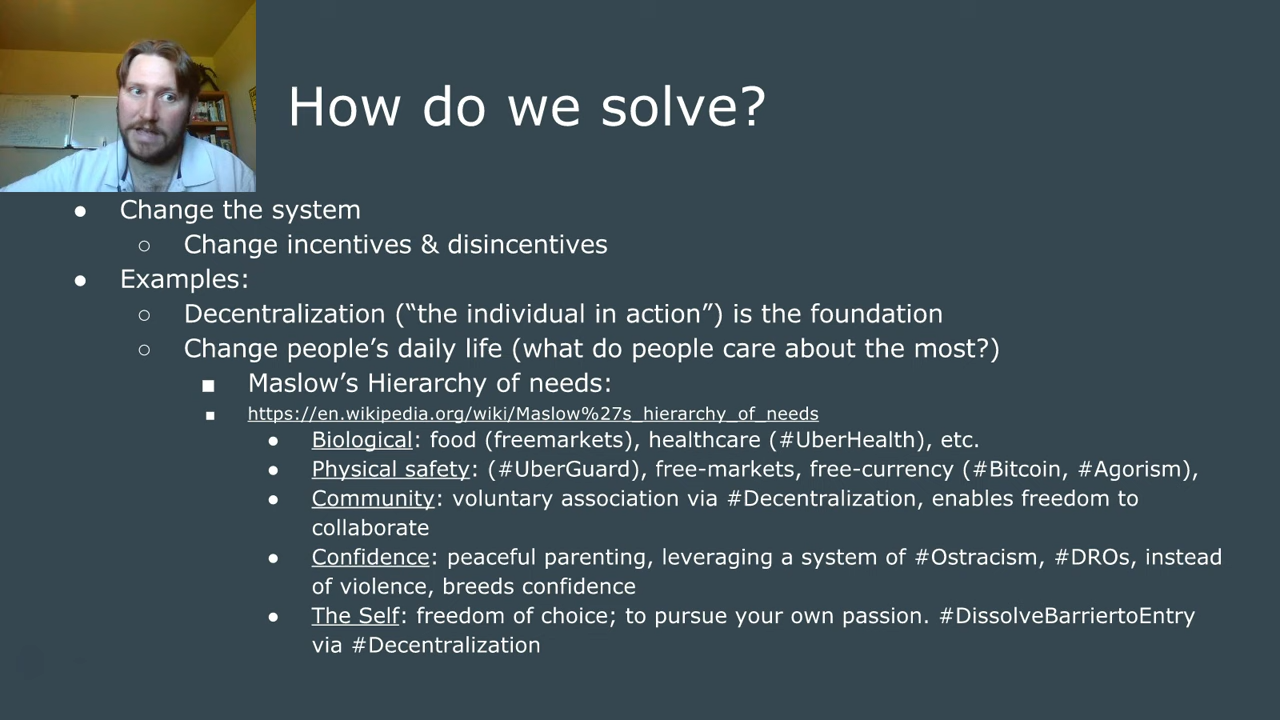 How do we solve?
● Change the system
○ Change incentives & disincentives
● Examples:
○ Decentralization (“the individual in action”) is the foundation
○ Change people’s daily life (what do people care about the most?)
■ Maslow’s Hierarchy of needs:
■ https://en.wikipedia.org/wiki/Maslow%27s_hierarchy_of_needs
● Biological: food (freemarkets), healthcare (#UberHealth), etc.
● Physical safety: (#UberGuard), free-markets, free-currency (#Bitcoin, #Agorism),
● Community: voluntary association via #Decentralization, enables freedom to
collaborate
● Confidence: peaceful parenting, leveraging a system of #Ostracism, #DROs, instead
of violence, breeds confidence
● The Self: freedom of choice; to pursue your own passion. #DissolveBarriertoEntry
via #Decentralization